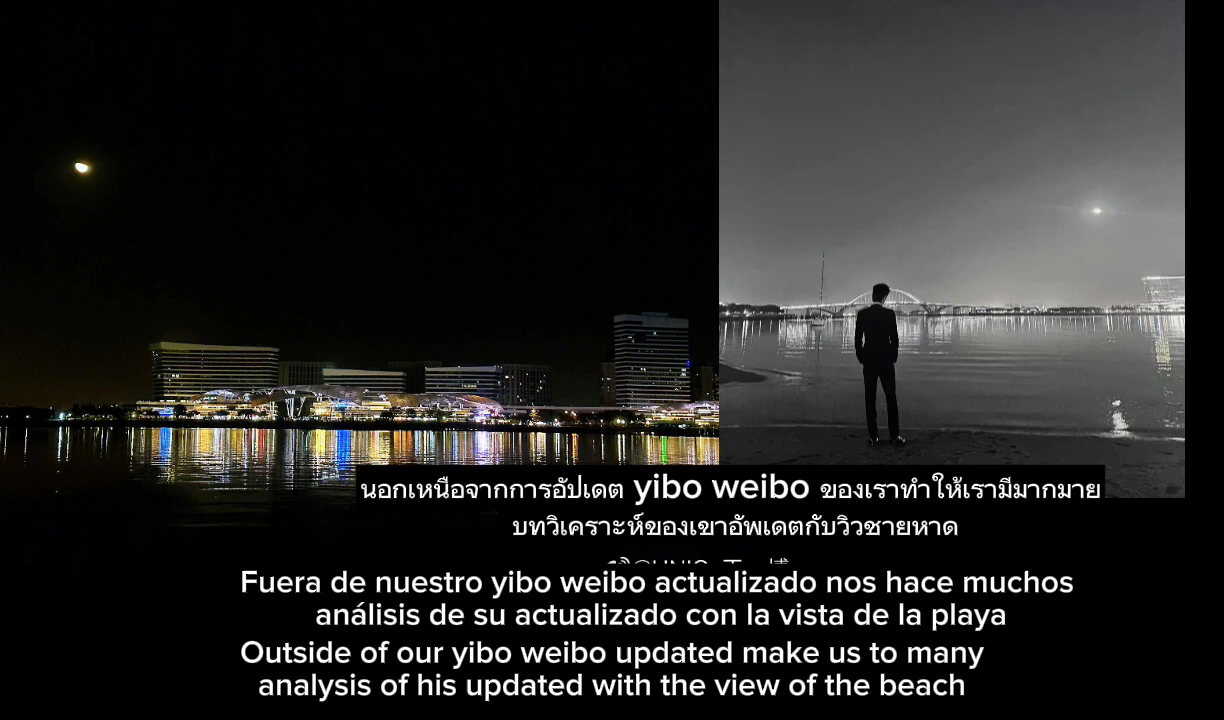 นอกเหนือจากการอัปเดต yibo weibo ของเราทำให้เรามีมากมาย
บทวิเคราะห์ของเขาอัพเดตกับวิวชายหาด
Fuera de nuestro yibo weibo actualizado nos hace muchos
análisis de su actualizado con la vista de la playa
Outside of our yibo weibo updated make us to many
analysis of his updated with the view of the beach